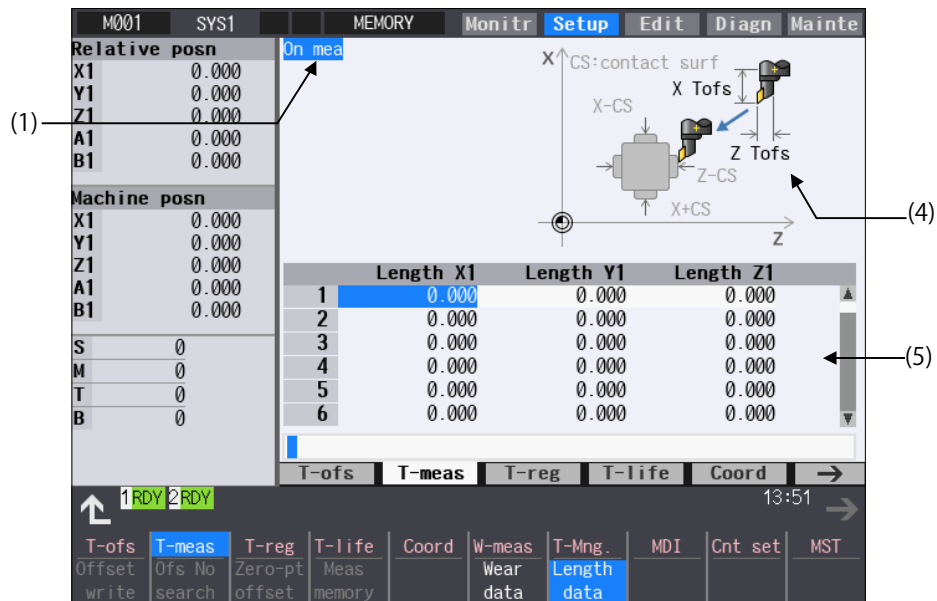 M001 SYS1 MEMORY Monitr Setup Edit Diagn Mainte
Relative posn
X1 0.000
Y1 0.000
Z1 0.000
A1 0.000
B1 0.000
Machine posn
X1 0.000
Y1 0.000
Z1 0.000
A1 0.000
B1 0.000
S 0
M 0
T 0
B 0
(1)
On mea
X
CS:contact surf
X Tofs
X-CS
Z Tofs
Z-CS
X+CS
Z
(4)
Length X1 Length Y1 Length Z1
1 0.000 0.000 0.000
2 0.000 0.000 0.000
3 0.000 0.000 0.000
4 0.000 0.000 0.000
5 0.000 0.000 0.000
6 0.000 0.000 0.000
(5)
T-ofs T-meas T-reg T-life Coord →
1 RDY 2 RDY 13:51
T-ofs T-meas T-reg T-life Coord W-meas T-Mng. MDI Cnt set MST
Offset Ofs No Zero-pt Meas Wear Length
write search offset memory data data